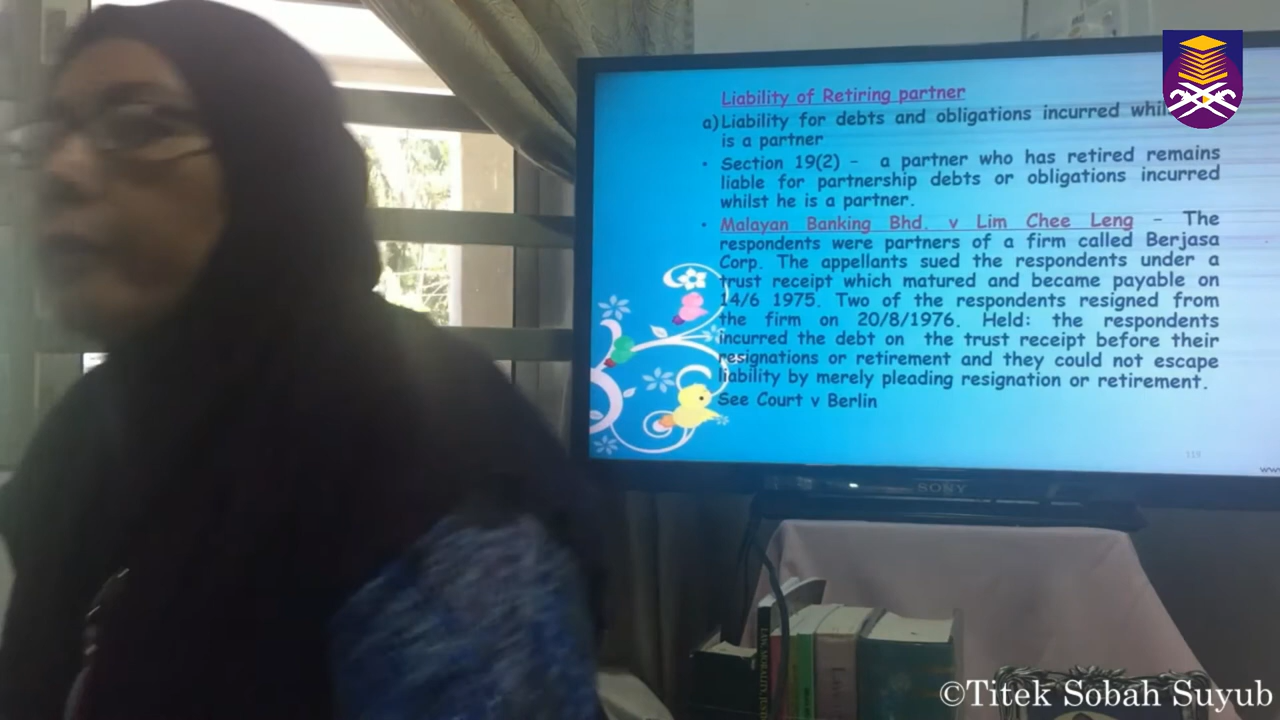 Liability of Retiring partner
a) Liability for debts and obligations incurred
is a partner
• Section 19(2) - a partner who has retired remains
liable for partnership debts or obligations incurred
whilst he is a partner.
• Malayan Banking Bhd. v Lim Chee Leng - The
respondents were partners of a firm called Berjasa
Corp. The appellants sued the respondents under a
trust receipt which matured and became payable on
14/6 1975. Two of the respondents resigned from
the firm on 20/8/1976. Held: the respondents
incurred the debt on the trust receipt before their
resignations or retirement and they could not escape
liability by merely pleading resignation or retirement.
See Court v Berlin
119
SONY
©Titek Sobah Suyub